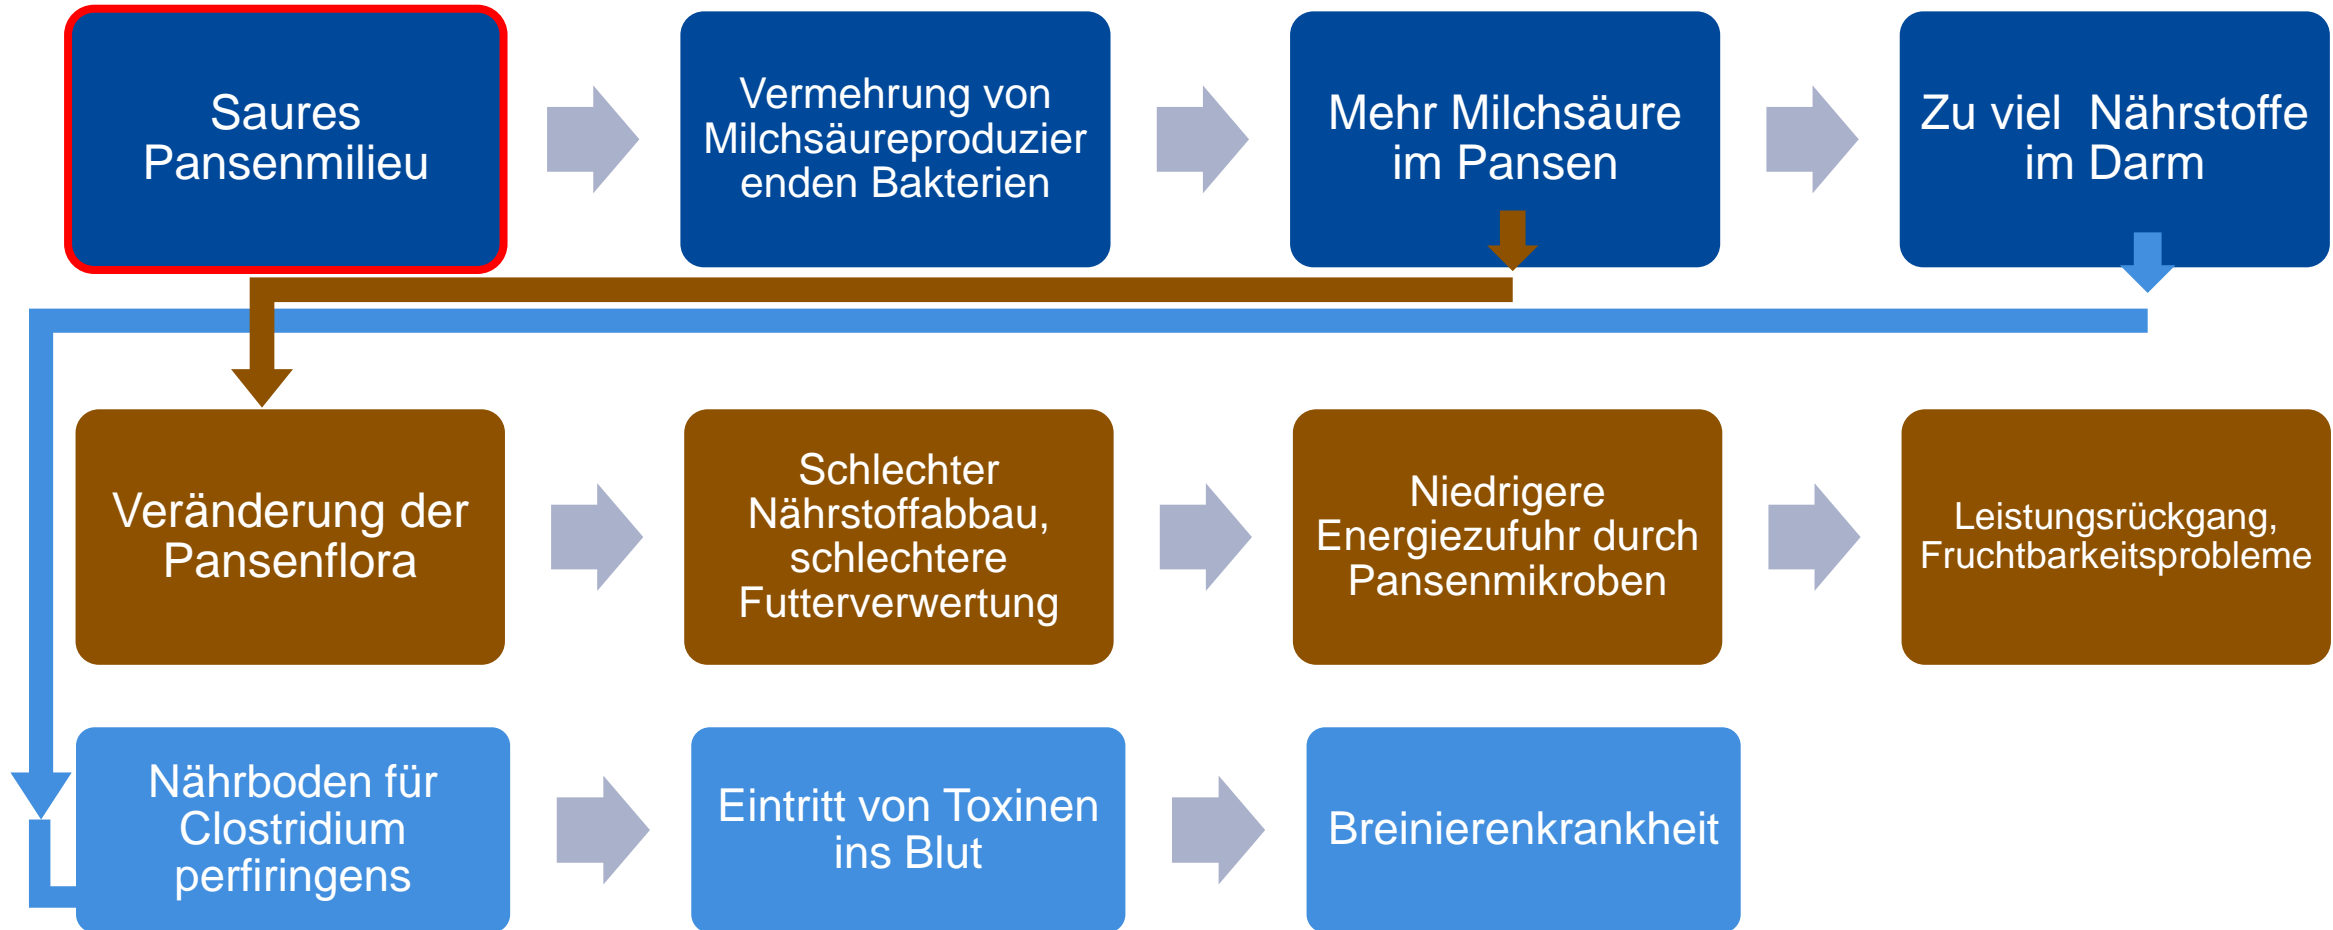 Saures
Pansenmilieu
Vermehrung von
Milchsäureproduzier
enden Bakterien
Mehr Milchsäure
im Pansen
Zu viel  Nährstoffe
im Darm
Veränderung der
Pansenflora
Schlechter
Nährstoffabbau,
schlechtere
Futterverwertung
Niedrigere
Energiezufuhr durch
Pansenmikroben
Leistungsrückgang,
Fruchtbarkeitsprobleme
Nährboden für
Clostridium
perfiringens
Eintritt von Toxinen
ins Blut
Breinierenkrankheit